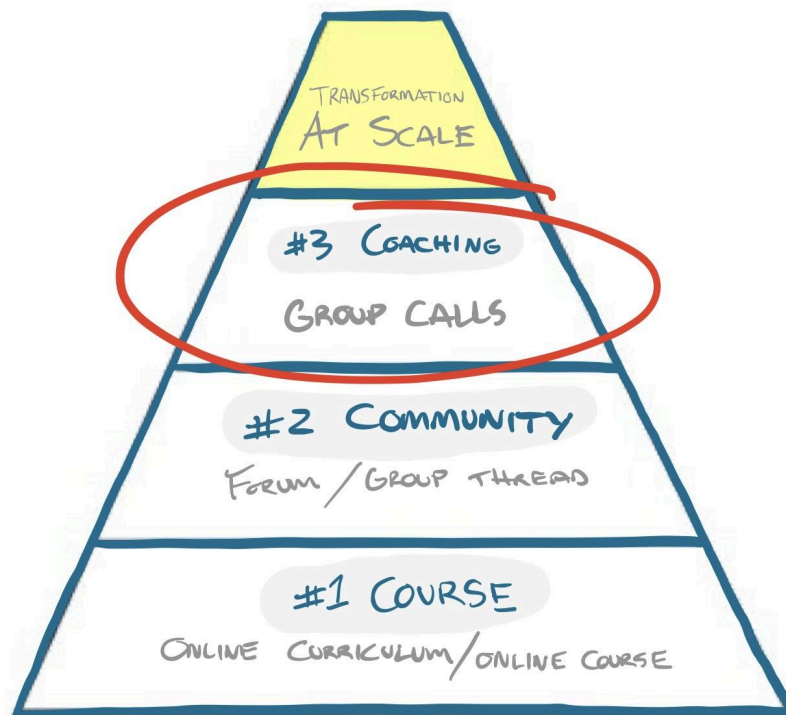 TRANSFORMATION
AT SCALE
#3 COACHING
GROUP CALLS
#2 COMMUNITY
FORUM / GROUP THREAD
#1 COURSE
ONLINE CURRICULUM / ONLINE COURSE